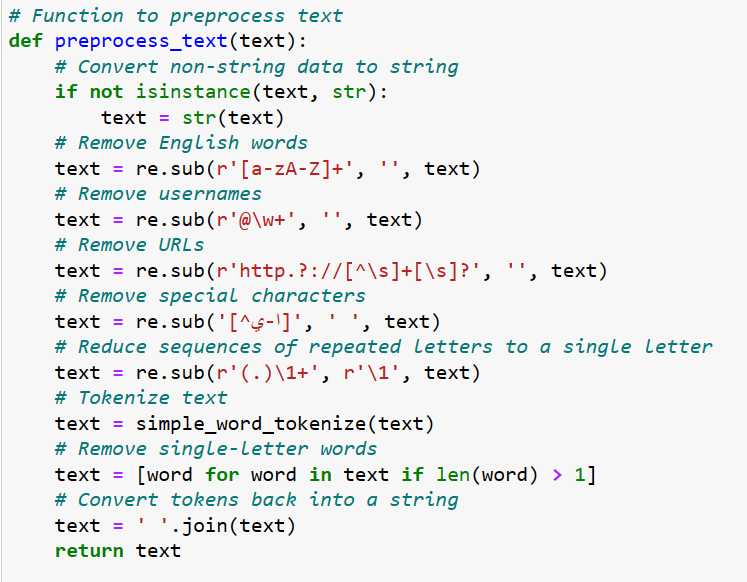 # Function to preprocess text
def preprocess_text(text):
    # Convert non-string data to string
    if not isinstance(text, str):
        text = str(text)
    # Remove English words
    text = re.sub(r'[a-zA-Z]+', '', text)
    # Remove usernames
    text = re.sub(r'@\w+', '', text)
    # Remove URLs
    text = re.sub(r'http.?://[^\s]+[\s]?', '', text)
    # Remove special characters
    text = re.sub('[^ا-ي]', ' ', text)
    # Reduce sequences of repeated letters to a single letter
    text = re.sub(r'(.)\1+', r'\1', text)
    # Tokenize text
    text = simple_word_tokenize(text)
    # Remove single-letter words
    text = [word for word in text if len(word) > 1]
    # Convert tokens back into a string
    text = ' '.join(text)
    return text